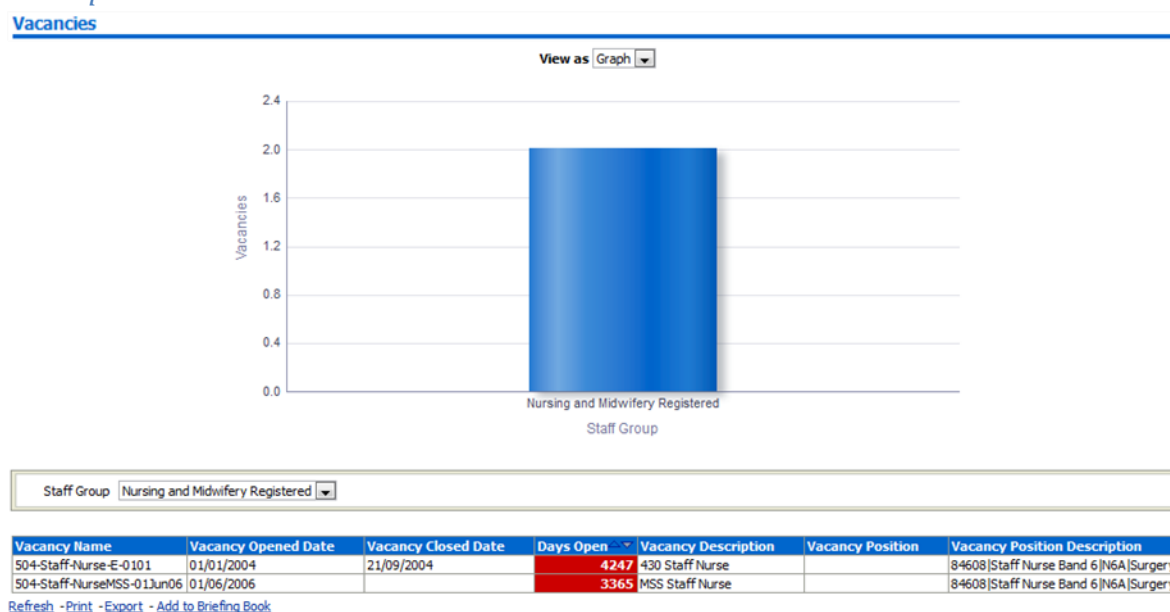 Vacancies
View as Graph
2.4
2.0
1.6
1.2
0.8
0.4
0.0
Vacancies
Nursing and Midwifery Registered
Staff Group
Staff Group Nursing and Midwifery Registered
Vacancy Name Vacancy Opened Date Vacancy Closed Date Days Open Vacancy Description Vacancy Position Vacancy Position Description
504-Staff-Nurse-E-0101 01/01/2004 21/09/2004 4247 430 Staff Nurse 84608|Staff Nurse Band 6|N6A|Surgery
504-Staff-NurseMSS-01Jun06 01/06/2006 3365 MSS Staff Nurse 84608|Staff Nurse Band 6|N6A|Surgery
Refresh - Print - Export - Add to Briefing Book